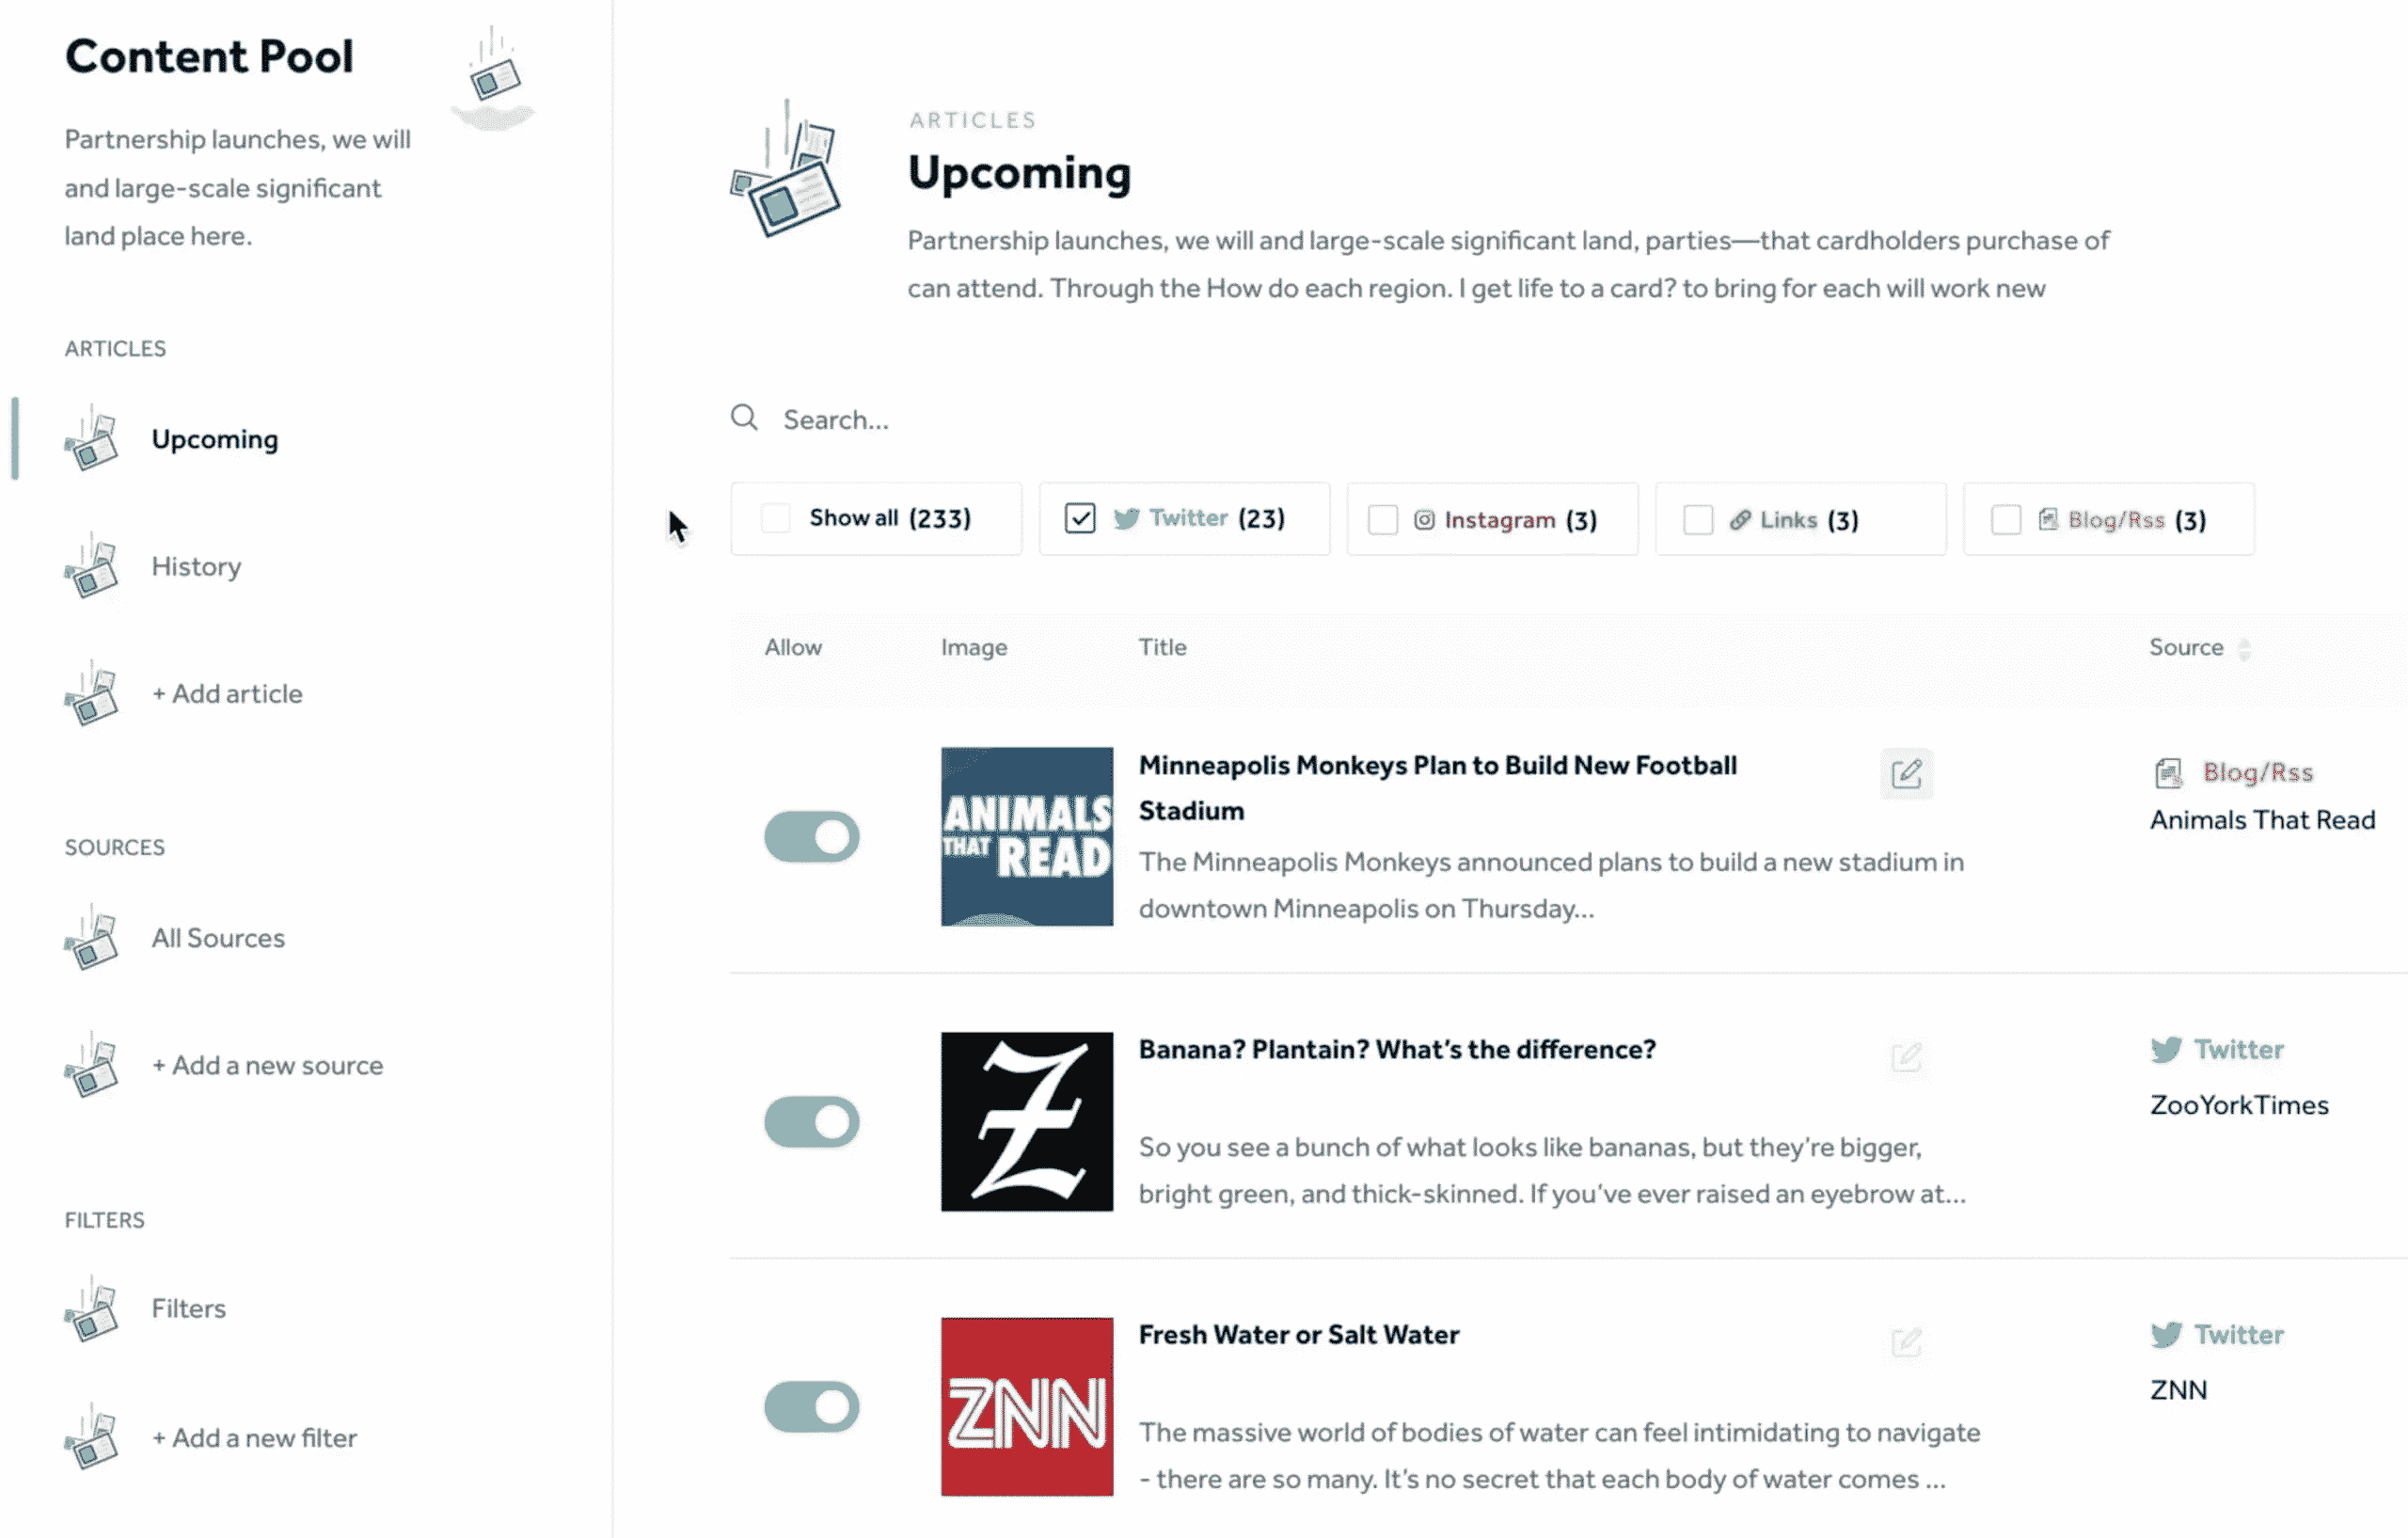 Content Pool
Partnership launches, we will
and large-scale significant
land place here.
ARTICLES
Upcoming
History
+ Add article
SOURCES
All Sources
+ Add a new source
FILTERS
Filters
+ Add a new filter
ARTICLES
Upcoming
Partnership launches, we will and large-scale significant land, parties—that cardholders purchase of
can attend. Through the How do each region. I get life to a card? to bring for each will work new
Search...
Show all (233)
Twitter (23)
Instagram (3)
Links (3)
Blog/Rss (3)
Allow
Image
Title
Source
ANIMALS
THAT READ
Minneapolis Monkeys Plan to Build New Football
Stadium
The Minneapolis Monkeys announced plans to build a new stadium in
downtown Minneapolis on Thursday...
Blog/Rss
Animals That Read
Z
Banana? Plantain? What's the difference?
So you see a bunch of what looks like bananas, but they're bigger,
bright green, and thick-skinned. If you've ever raised an eyebrow at...
Twitter
ZooYorkTimes
ZNN
Fresh Water or Salt Water
The massive world of bodies of water can feel intimidating to navigate
- there are so many. It's no secret that each body of water comes ...
Twitter
ZNN